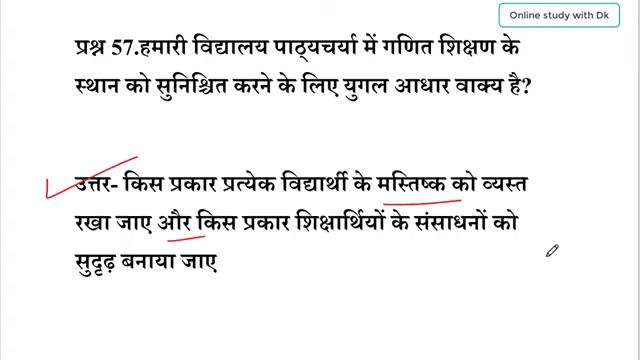 Online study with Dk
प्रश्न 57.हमारी विद्यालय पाठ्यचर्या में गणित शिक्षण के
स्थान को सुनिश्चित करने के लिए युगल आधार वाक्य है?
उत्तर- किस प्रकार प्रत्येक विद्यार्थी के मस्तिष्क को व्यस्त
रखा जाए और किस प्रकार शिक्षार्थियों के संसाधनों को
सुदृढ़ बनाया जाए